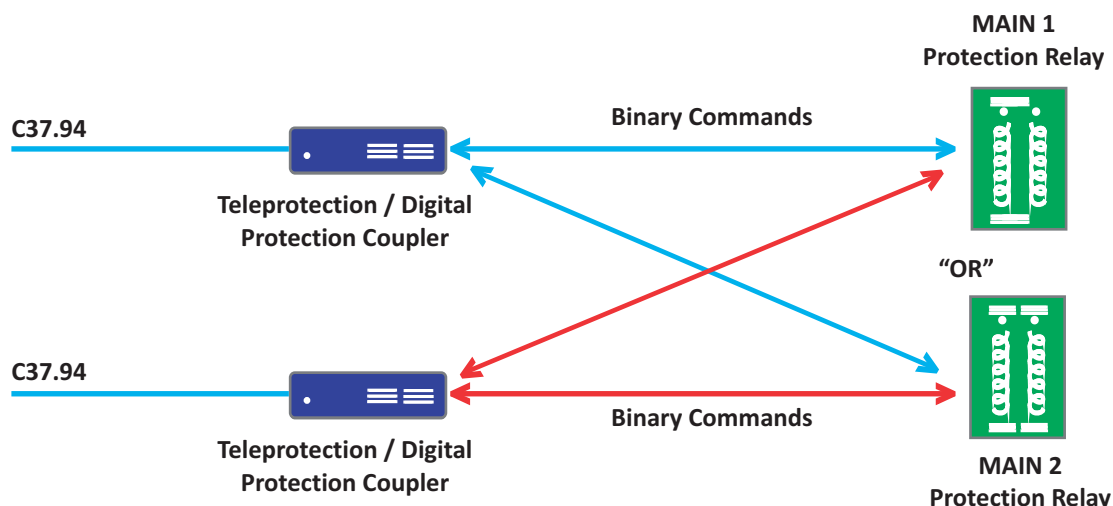 MAIN 1
Protection Relay
C37.94
Binary Commands
Teleprotection / Digital
Protection Coupler
“OR”
C37.94
Binary Commands
Teleprotection / Digital
Protection Coupler
MAIN 2
Protection Relay